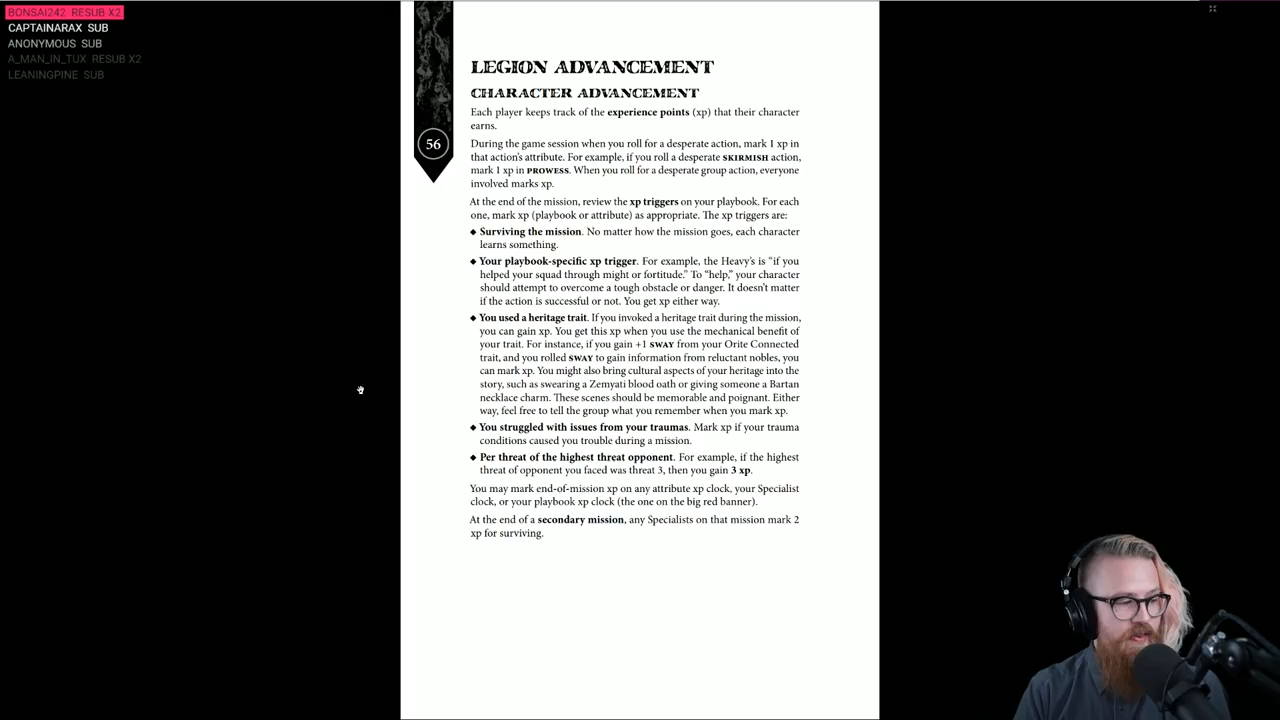 BONSAI242 RESUB X2
CAPTAINARAX SUB
ANONYMOUS SUB
A_MAN_IN_TUX RESUB X2
LEANINGPINE SUB
56
LEGION ADVANCEMENT
CHARACTER ADVANCEMENT
Each player keeps track of the experience points (xp) that their character
earns.
During the game session when you roll for a desperate action, mark 1 xp in
that action's attribute. For example, if you roll a desperate SKIRMISH action,
mark 1 xp in PROWESS. When you roll for a desperate group action, everyone
involved marks xp.
At the end of the mission, review the xp triggers on your playbook. For each
one, mark xp (playbook or attribute) as appropriate. The xp triggers are:
◆ Surviving the mission. No matter how the mission goes, each character
learns something.
◆ Your playbook-specific xp trigger. For example, the Heavy's is “if you
helped your squad through might or fortitude.” To “help,” your character
should attempt to overcome a tough obstacle or danger. It doesn't matter
if the action is successful or not. You get xp either way.
◆ You used a heritage trait. If you invoked a heritage trait during the mission,
you can gain xp. You get this xp when you use the mechanical benefit of
your trait. For instance, if you gain +1 SWAY from your Orite Connected
trait, and you rolled SWAY to gain information from reluctant nobles, you
can mark xp. You might also bring cultural aspects of your heritage into the
story, such as swearing a Zemyati blood oath or giving someone a Bartan
necklace charm. These scenes should be memorable and poignant. Either
way, feel free to tell the group what you remember when you mark xp.
◆ You struggled with issues from your traumas. Mark xp if your trauma
conditions caused you trouble during a mission.
◆ Per threat of the highest threat opponent. For example, if the highest
threat of opponent you faced was threat 3, then you gain 3 xp.
You may mark end-of-mission xp on any attribute xp clock, your Specialist
clock, or your playbook xp clock (the one on the big red banner).
At the end of a secondary mission, any Specialists on that mission mark 2
xp for surviving.